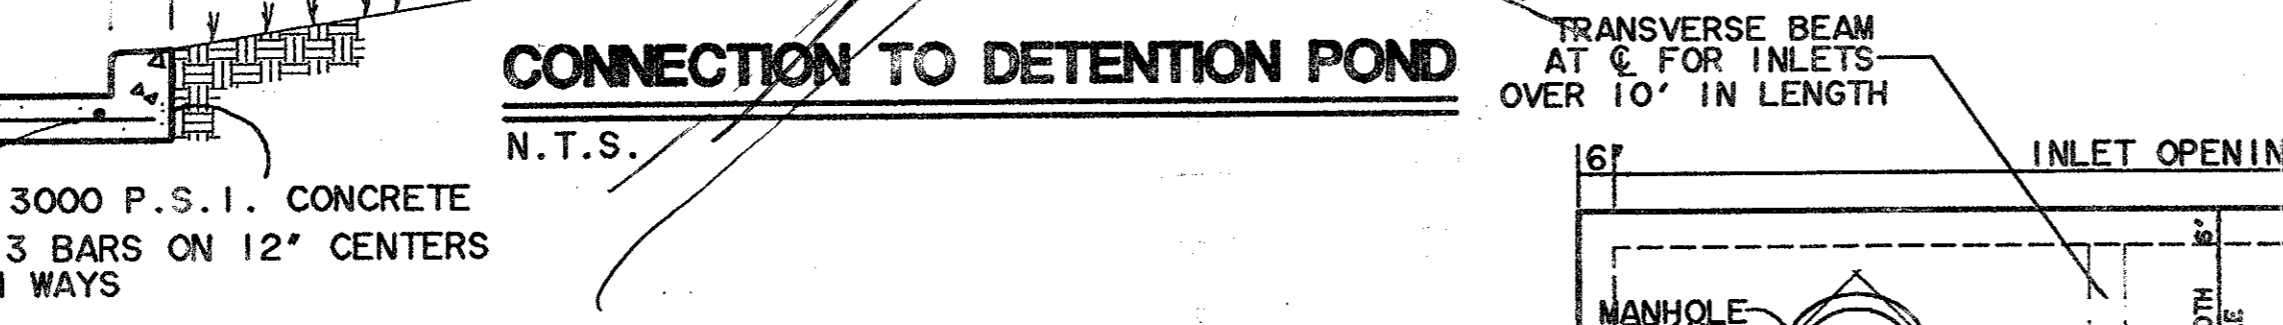 CONNECTION TO DETENTION POND
N.T.S.
3000 P.S.I. CONCRETE
3 BARS ON 12" CENTERS
WAYS
TRANSVERSE BEAM
AT ℄ FOR INLETS
OVER 10' IN LENGTH
6"
INLET OPENIN
6"
MANHOLE